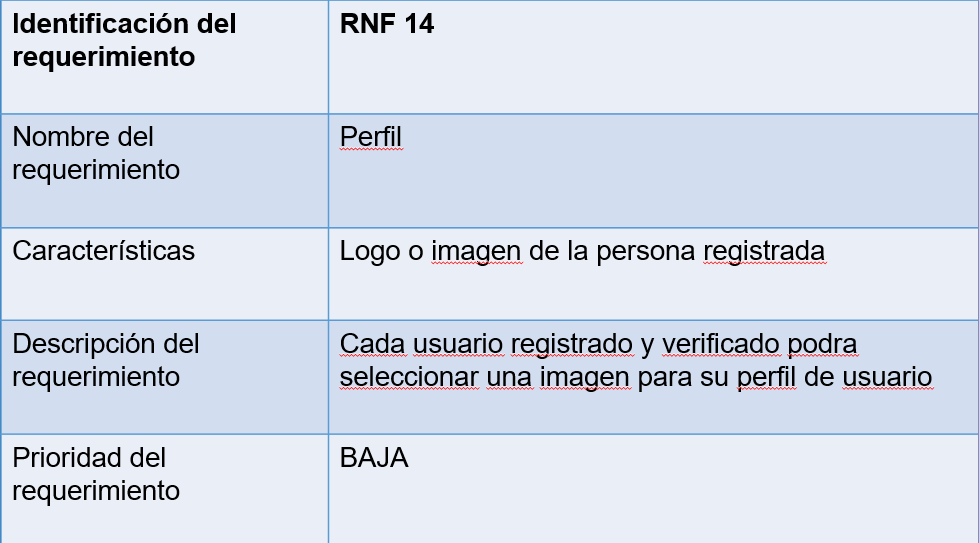 Identificación del
requerimiento
RNF 14
Nombre del
requerimiento
Perfil
Características
Logo o imagen de la persona registrada
Descripción del
requerimiento
Cada usuario registrado y verificado podra
seleccionar una imagen para su perfil de usuario
Prioridad del
requerimiento
BAJA